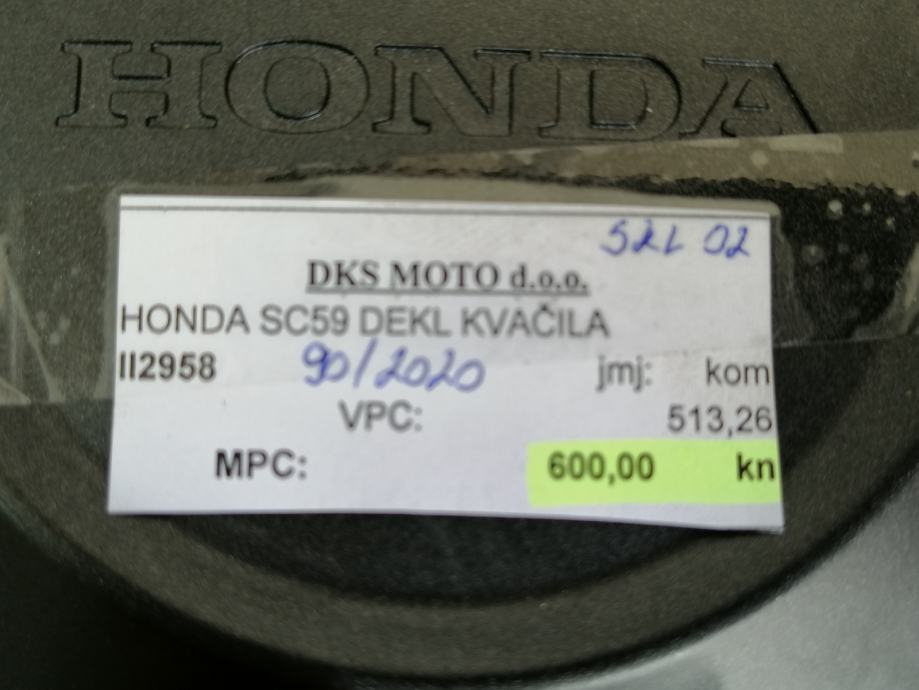 HONDA
SKL 02
DKS MOTO d.o.o.
HONDA SC59 DEKL KVAČILA
II2958 90/2020 jmj: kom
VPC: 513,26
MPC: 600,00 kn